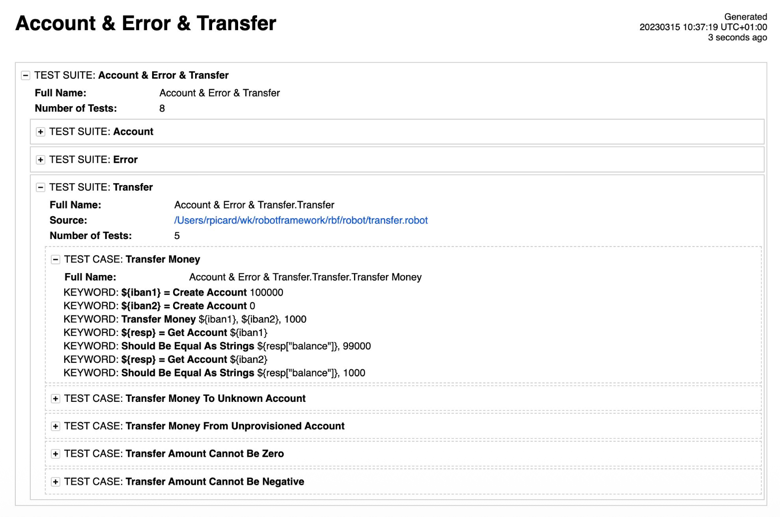 Account & Error & Transfer
Generated
20230315 10:37:19 UTC+01:00
3 seconds ago
TEST SUITE: Account & Error & Transfer
Full Name: Account & Error & Transfer
Number of Tests: 8
TEST SUITE: Account
TEST SUITE: Error
TEST SUITE: Transfer
Full Name: Account & Error & Transfer.Transfer
Source: /Users/rpicard/wk/robotframework/rbf/robot/transfer.robot
Number of Tests: 5
TEST CASE: Transfer Money
Full Name: Account & Error & Transfer.Transfer.Transfer Money
KEYWORD: ${iban1} = Create Account 100000
KEYWORD: ${iban2} = Create Account 0
KEYWORD: Transfer Money ${iban1}, ${iban2}, 1000
KEYWORD: ${resp} = Get Account ${iban1}
KEYWORD: Should Be Equal As Strings ${resp["balance"]}, 99000
KEYWORD: ${resp} = Get Account ${iban2}
KEYWORD: Should Be Equal As Strings ${resp["balance"]}, 1000
TEST CASE: Transfer Money To Unknown Account
TEST CASE: Transfer Money From Unprovisioned Account
TEST CASE: Transfer Amount Cannot Be Zero
TEST CASE: Transfer Amount Cannot Be Negative